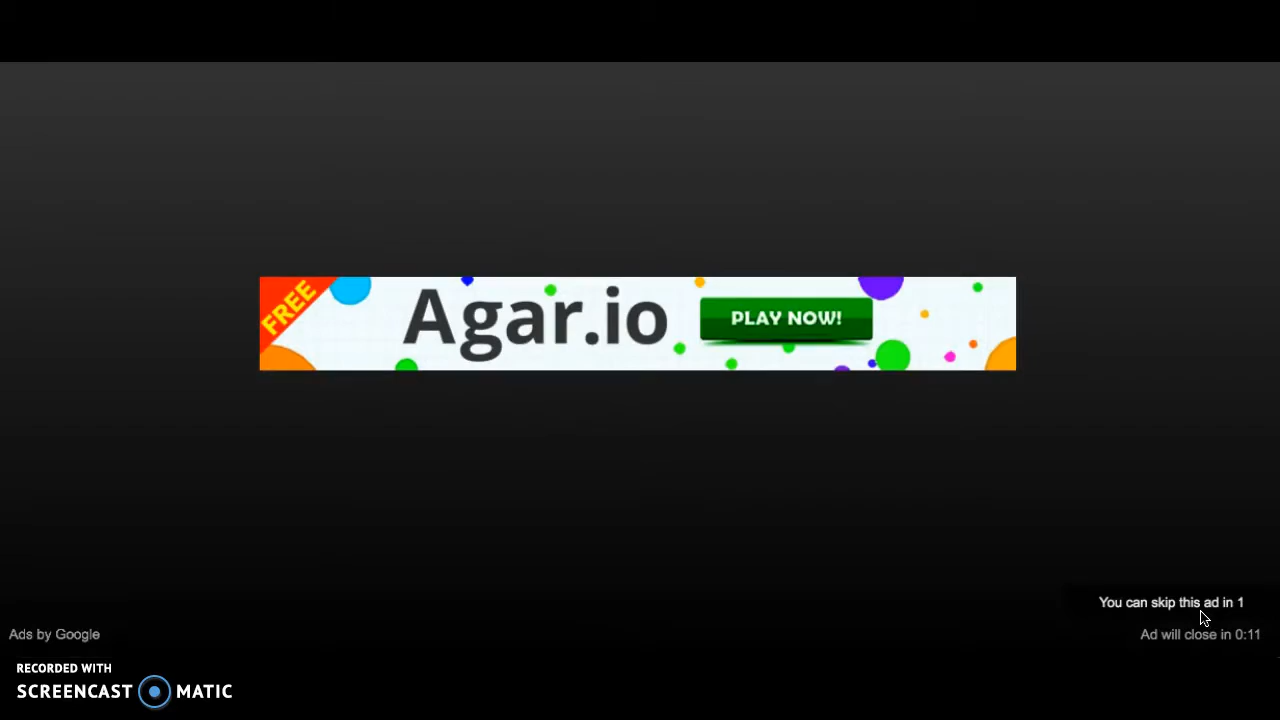 FREE
Agar.io
PLAY NOW!
You can skip this ad in 1
Ads by Google
Ad will close in 0:11
RECORDED WITH
SCREENCAST MATIC